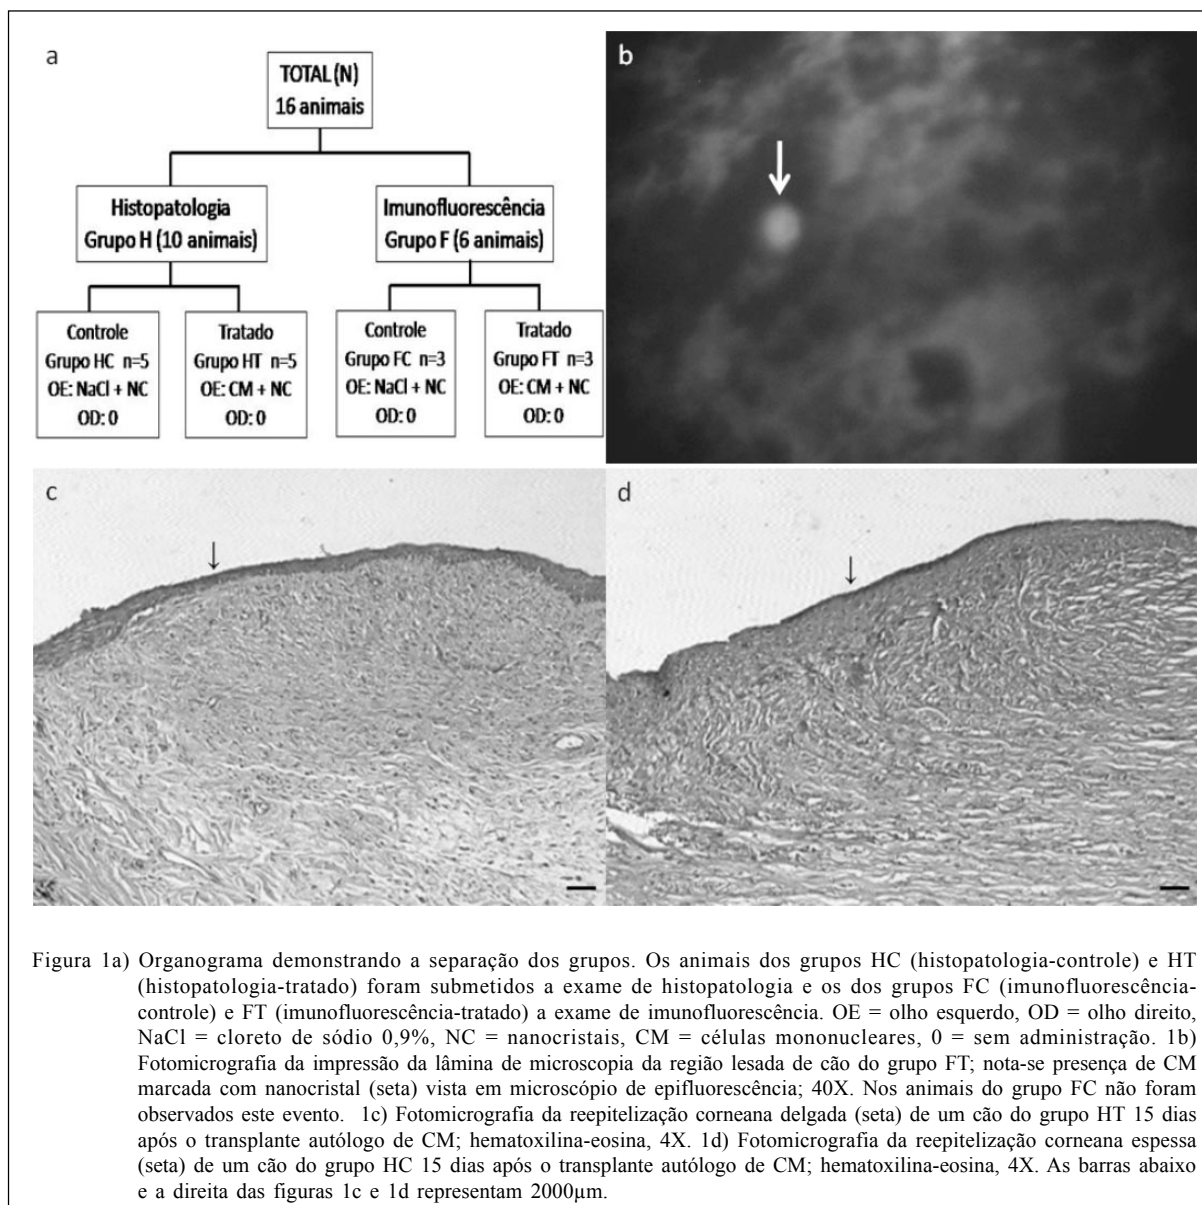 a
TOTAL (N)
16 animais
Histopatologia
Grupo H (10 animais)
Imunofluorescência
Grupo F (6 animais)
Controle
Grupo HC n=5
OE: NaCl + NC
OD: 0
Tratado
Grupo HT n=5
OE: CM + NC
OD: 0
Controle
Grupo FC n=3
OE: NaCl + NC
OD: 0
Tratado
Grupo FT n=3
OE: CM + NC
OD: 0
b
c
d
Figura 1a) Organograma demonstrando a separação dos grupos. Os animais dos grupos HC (histopatologia-controle) e HT
(histopatologia-tratado) foram submetidos a exame de histopatologia e os dos grupos FC (imunofluorescência-
controle) e FT (imunofluorescência-tratado) a exame de imunofluorescência. OE = olho esquerdo, OD = olho direito,
NaCl = cloreto de sódio 0,9%, NC = nanocristais, CM = células mononucleares, 0 = sem administração. 1b)
Fotomicrografia da impressão da lâmina de microscopia da região lesada de cão do grupo FT; nota-se presença de CM
marcada com nanocristal (seta) vista em microscópio de epifluorescência; 40X. Nos animais do grupo FC não foram
observados este evento. 1c) Fotomicrografia da reepitelização corneana delgada (seta) de um cão do grupo HT 15 dias
após o transplante autólogo de CM; hematoxilina-eosina, 4X. 1d) Fotomicrografia da reepitelização corneana espessa
(seta) de um cão do grupo HC 15 dias após o transplante autólogo de CM; hematoxilina-eosina, 4X. As barras abaixo
e a direita das figuras 1c e 1d representam 2000µm.